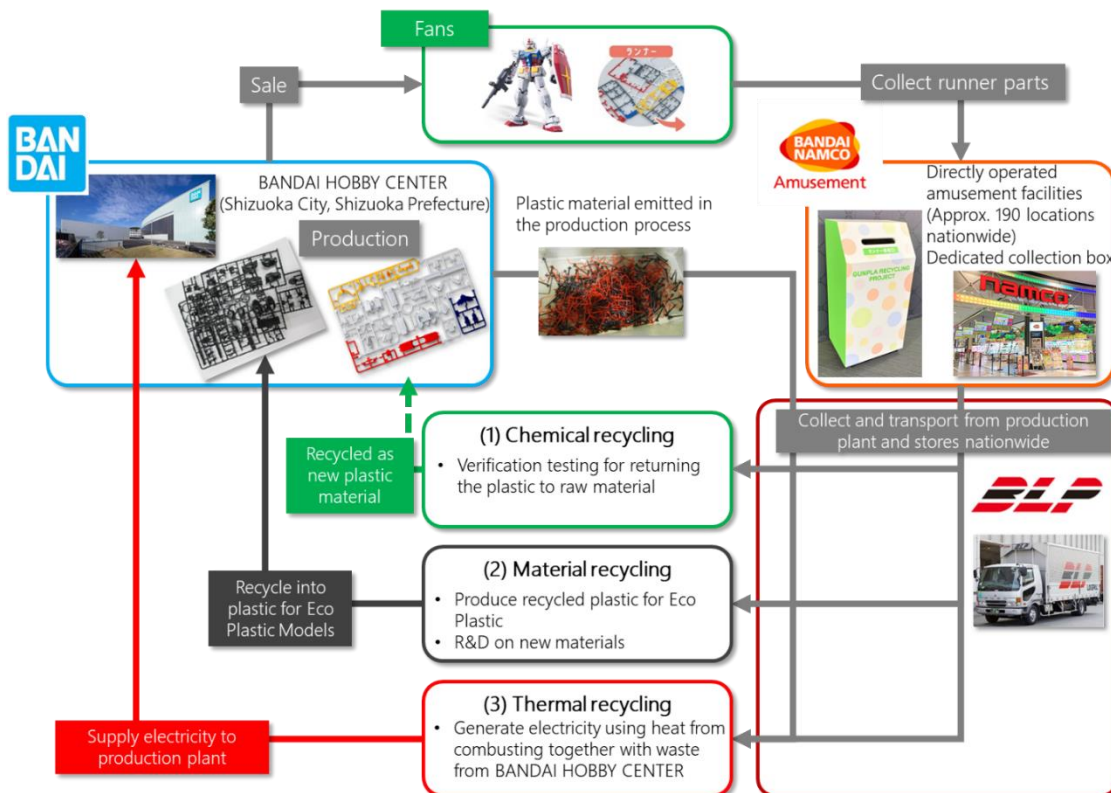 Fans
ランナー
Sale
Collect runner parts
BAN
DAI
BANDAI
NAMCO
Amusement
BANDAI HOBBY CENTER
(Shizuoka City, Shizuoka Prefecture)
Production
Plastic material emitted in
the production process
Directly operated
amusement facilities
(Approx. 190 locations
nationwide)
Dedicated collection box
GUNPLA RECYCLING
PROJECT
namco
Collect and transport from production
plant and stores nationwide
BLP
BLP
(1) Chemical recycling
• Verification testing for returning
the plastic to raw material
Recycled as
new plastic
material
(2) Material recycling
• Produce recycled plastic for Eco
Plastic
• R&D on new materials
Recycle into
plastic for Eco
Plastic Models
(3) Thermal recycling
• Generate electricity using heat from
combusting together with waste
from BANDAI HOBBY CENTER
Supply electricity to
production plant